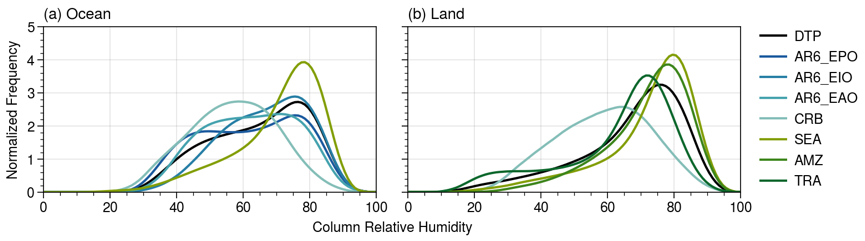 (a) Ocean
(b) Land
5
4
3
2
1
0
Normalized Frequency
0 20 40 60 80 100
0 20 40 60 80 100
Column Relative Humidity
DTP
AR6_EPO
AR6_EIO
AR6_EAO
CRB
SEA
AMZ
TRA